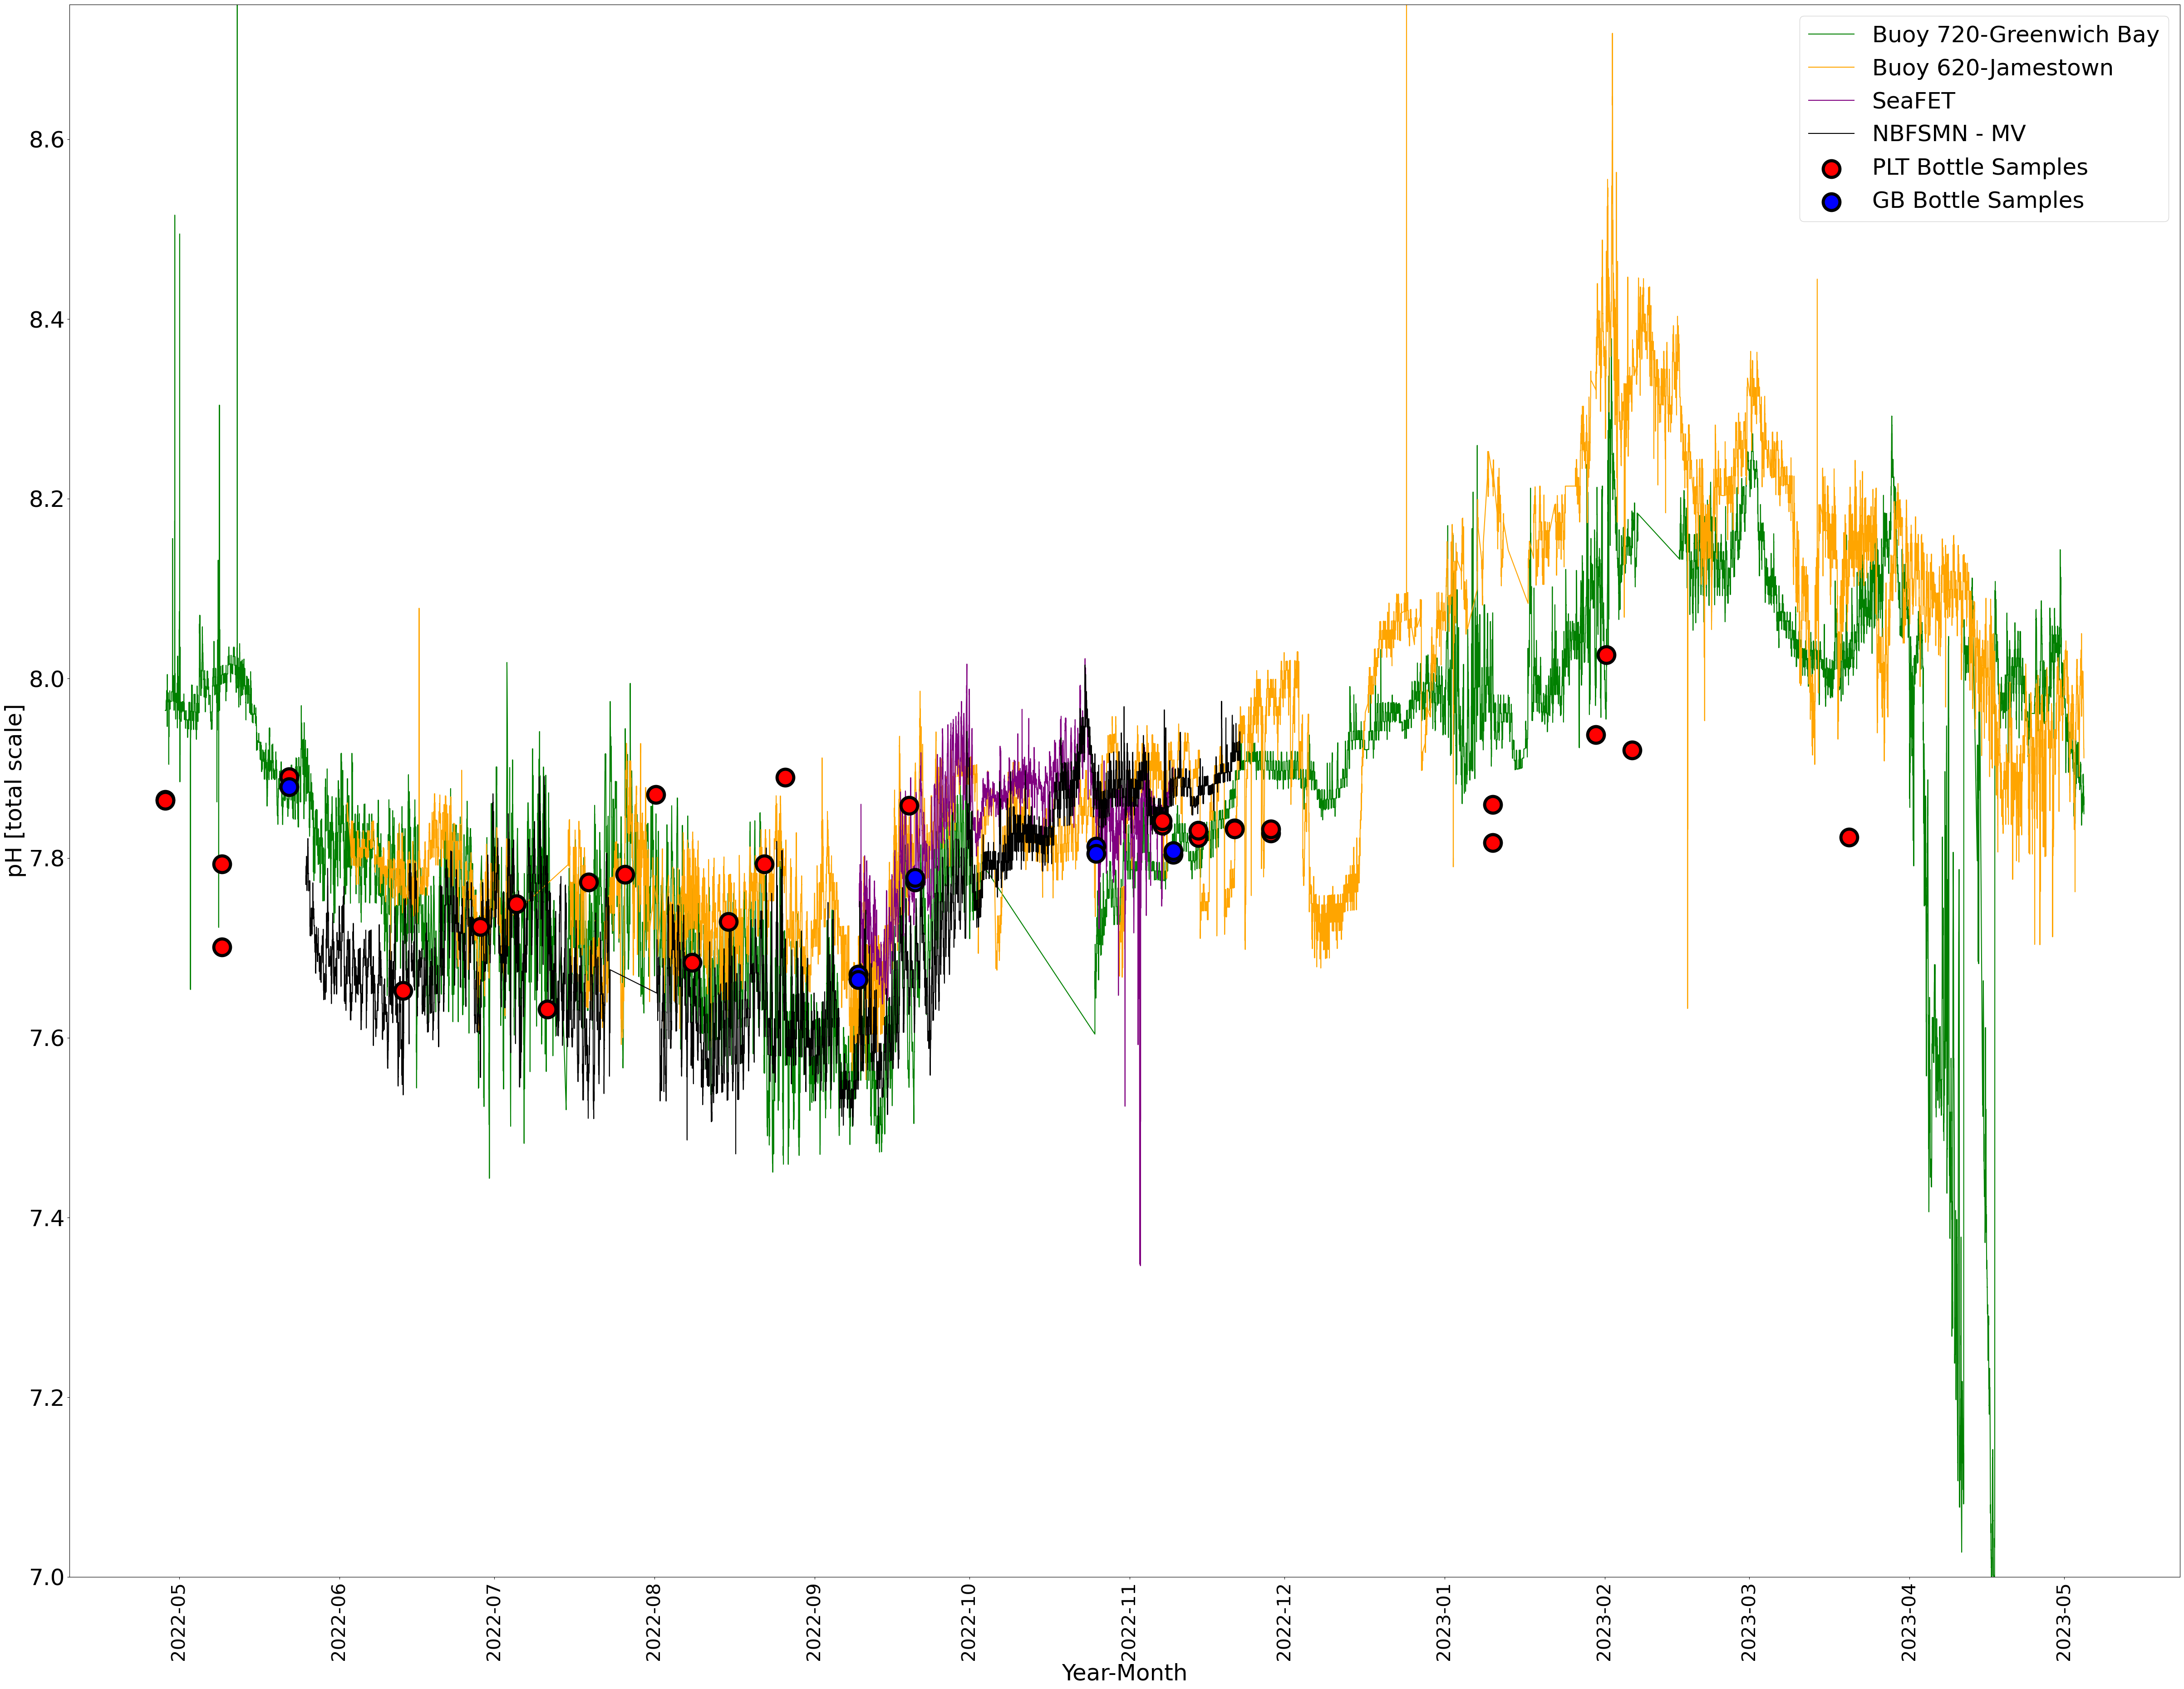 Buoy 720-Greenwich Bay
Buoy 620-Jamestown
SeaFET
NBFSMN - MV
PLT Bottle Samples
GB Bottle Samples
8.6
8.4
8.2
8.0
7.8
7.6
7.4
7.2
7.0
pH [total scale]
2022-05
2022-06
2022-07
2022-08
2022-09
2022-10
2022-11
2022-12
2023-01
2023-02
2023-03
2023-04
2023-05
Year-Month